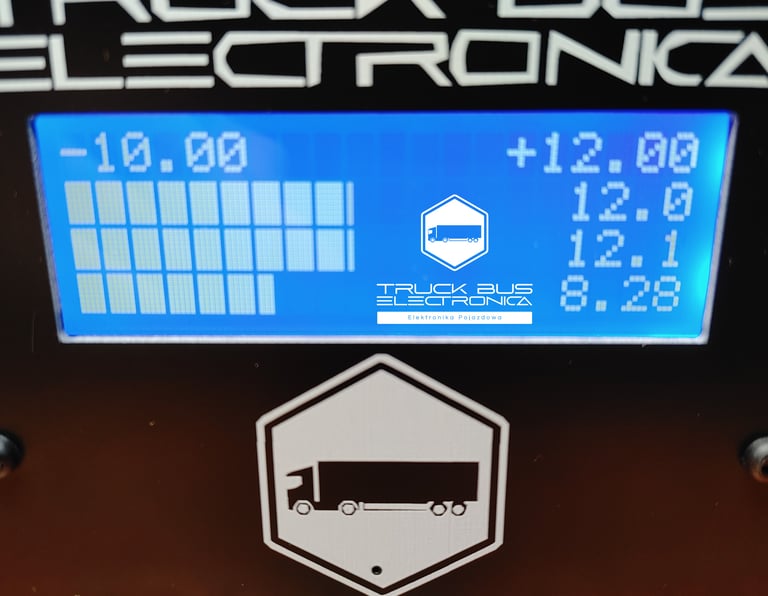 TRUCK BUS
ELECTRONICA
-10.00 +12.00
12.0
12.1
8.28
TRUCK BUS
ELECTRONICA
Elektronika Pojazdowa